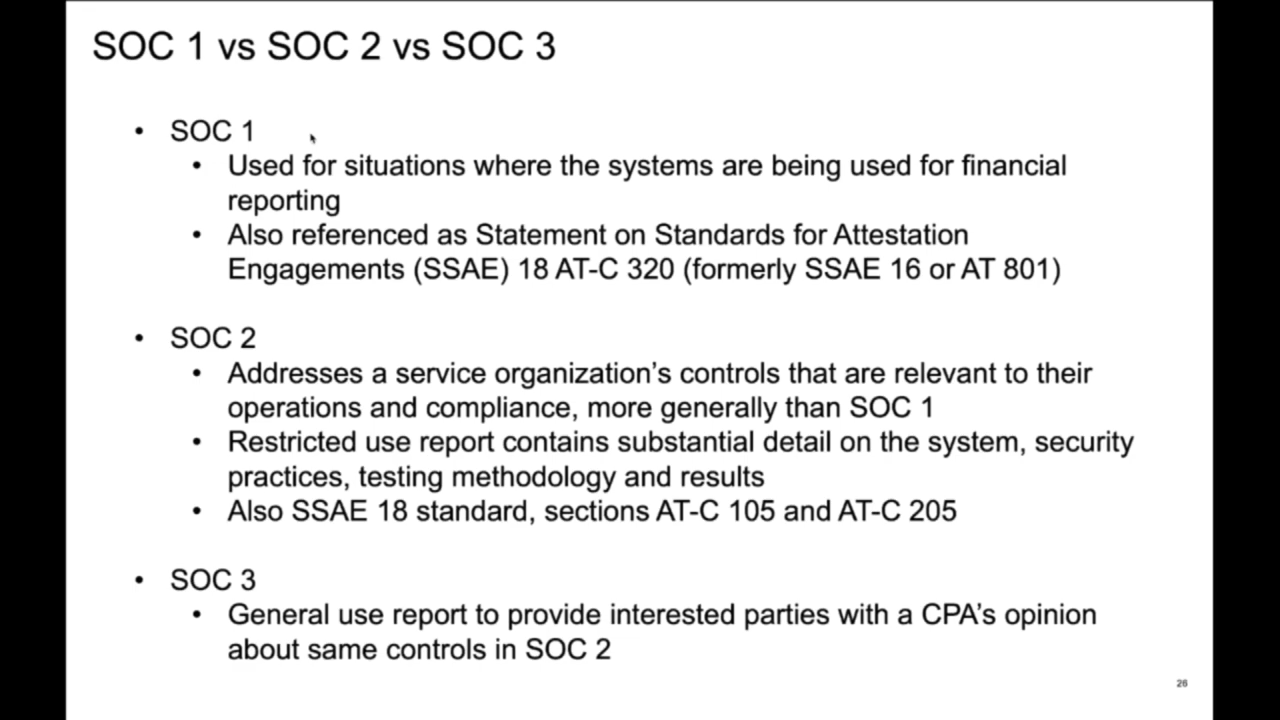 SOC 1 vs SOC 2 vs SOC 3
• SOC 1
• Used for situations where the systems are being used for financial
reporting
• Also referenced as Statement on Standards for Attestation
Engagements (SSAE) 18 AT-C 320 (formerly SSAE 16 or AT 801)
• SOC 2
• Addresses a service organization’s controls that are relevant to their
operations and compliance, more generally than SOC 1
• Restricted use report contains substantial detail on the system, security
practices, testing methodology and results
• Also SSAE 18 standard, sections AT-C 105 and AT-C 205
• SOC 3
• General use report to provide interested parties with a CPA’s opinion
about same controls in SOC 2
26